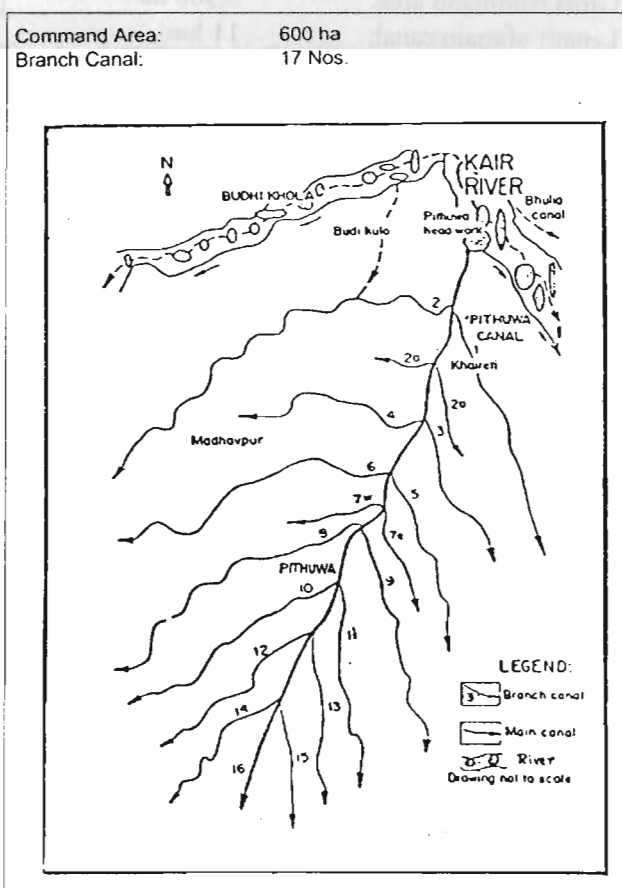 Command Area: 600 ha
Branch Canal: 17 Nos.
N
KAIR
RIVER
BUDHI KHOLA
Bhulia
canal
Pithuwa
head work
Budi kulo
2
1
PITHUWA
CANAL
2a
Khaireti
2a
4
3
Madhavpur
6
5
7w
7e
9
PITHUWA
10
11
12
13
14
15
16
LEGEND:
Branch canal
Main canal
River
Drawing not to scale